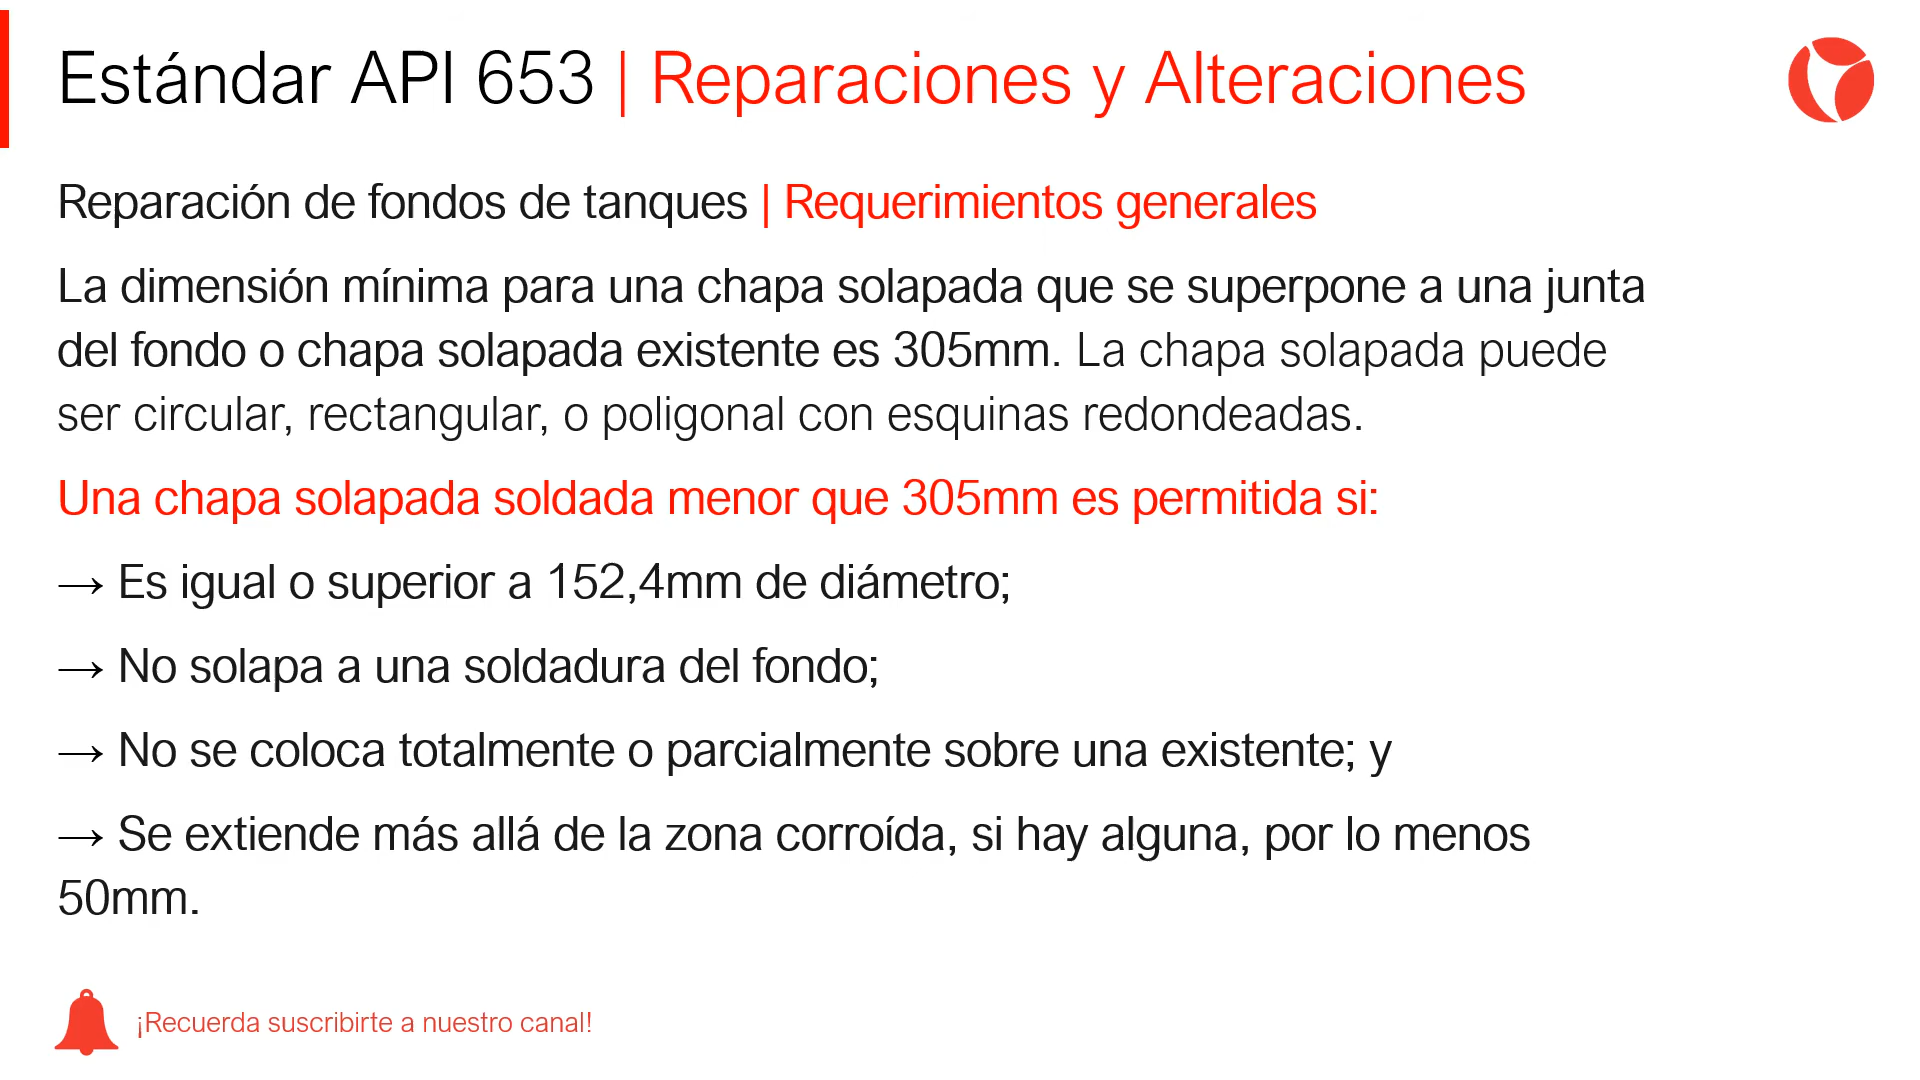 Estándar API 653 | Reparaciones y Alteraciones
Reparación de fondos de tanques | Requerimientos generales
La dimensión mínima para una chapa solapada que se superpone a una junta
del fondo o chapa solapada existente es 305mm. La chapa solapada puede
ser circular, rectangular, o poligonal con esquinas redondeadas.
Una chapa solapada soldada menor que 305mm es permitida si:
→ Es igual o superior a 152,4mm de diámetro;
→ No solapa a una soldadura del fondo;
→ No se coloca totalmente o parcialmente sobre una existente; y
→ Se extiende más allá de la zona corroída, si hay alguna, por lo menos
50mm.
¡Recuerda suscribirte a nuestro canal!